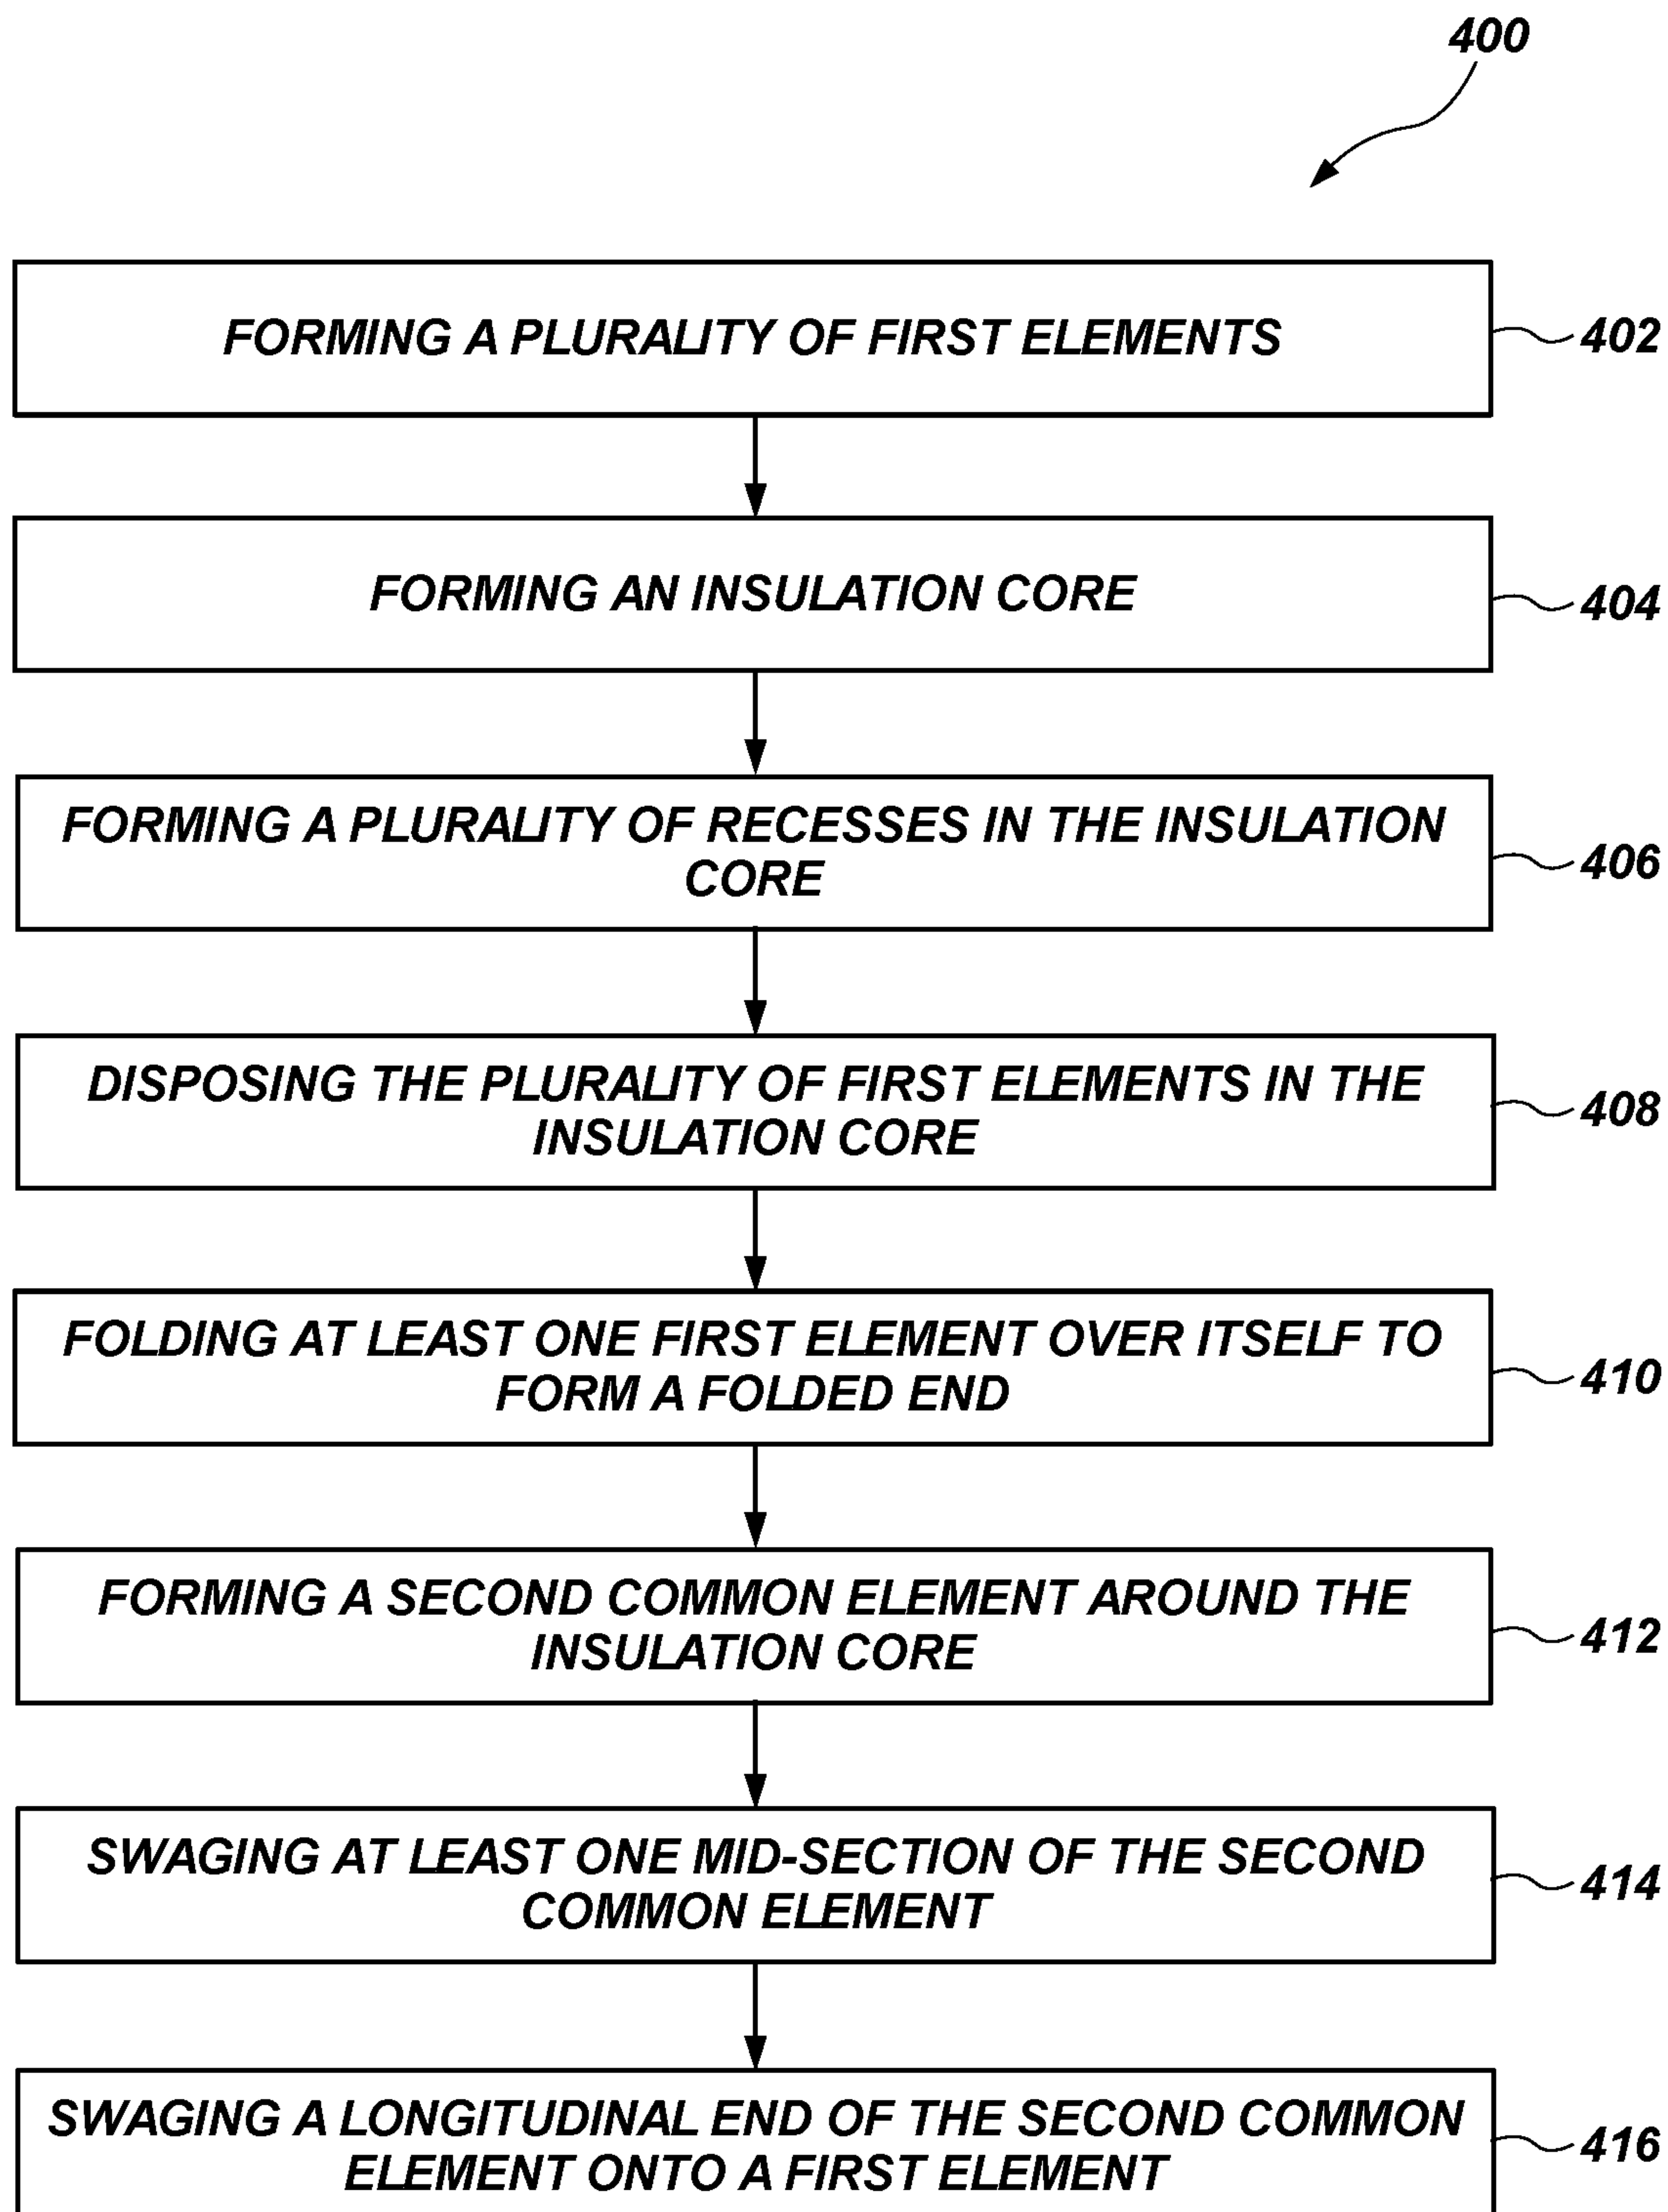 400
FORMING A PLURALITY OF FIRST ELEMENTS
402
FORMING AN INSULATION CORE
404
FORMING A PLURALITY OF RECESSES IN THE INSULATION
CORE
406
DISPOSING THE PLURALITY OF FIRST ELEMENTS IN THE
INSULATION CORE
408
FOLDING AT LEAST ONE FIRST ELEMENT OVER ITSELF TO
FORM A FOLDED END
410
FORMING A SECOND COMMON ELEMENT AROUND THE
INSULATION CORE
412
SWAGING AT LEAST ONE MID-SECTION OF THE SECOND
COMMON ELEMENT
414
SWAGING A LONGITUDINAL END OF THE SECOND COMMON
ELEMENT ONTO A FIRST ELEMENT
416